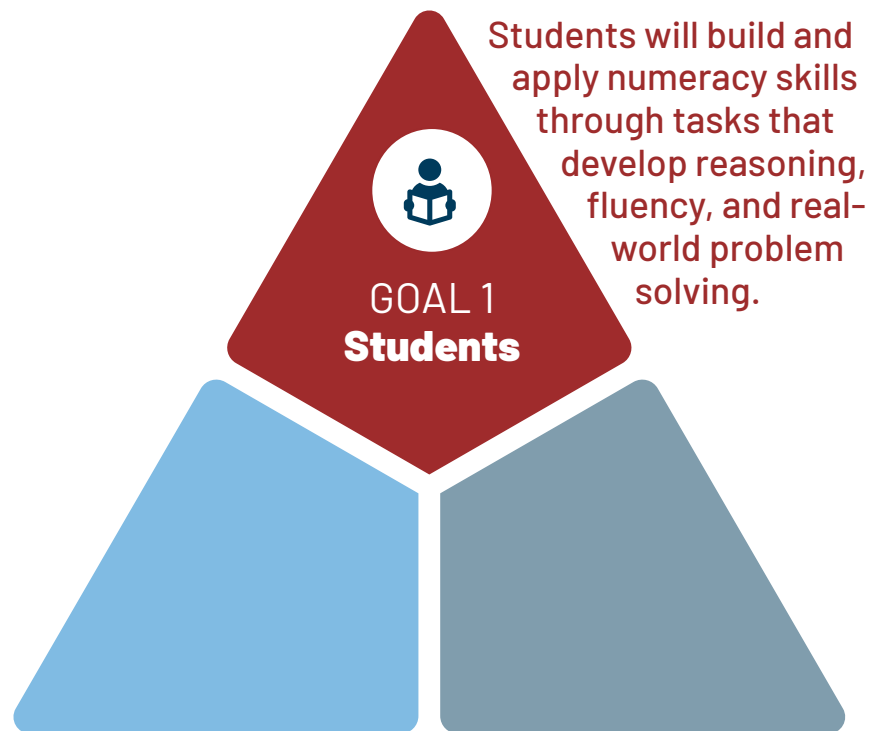 Students will build and
apply numeracy skills
through tasks that
develop reasoning,
fluency, and real-
world problem
solving.
GOAL 1
Students